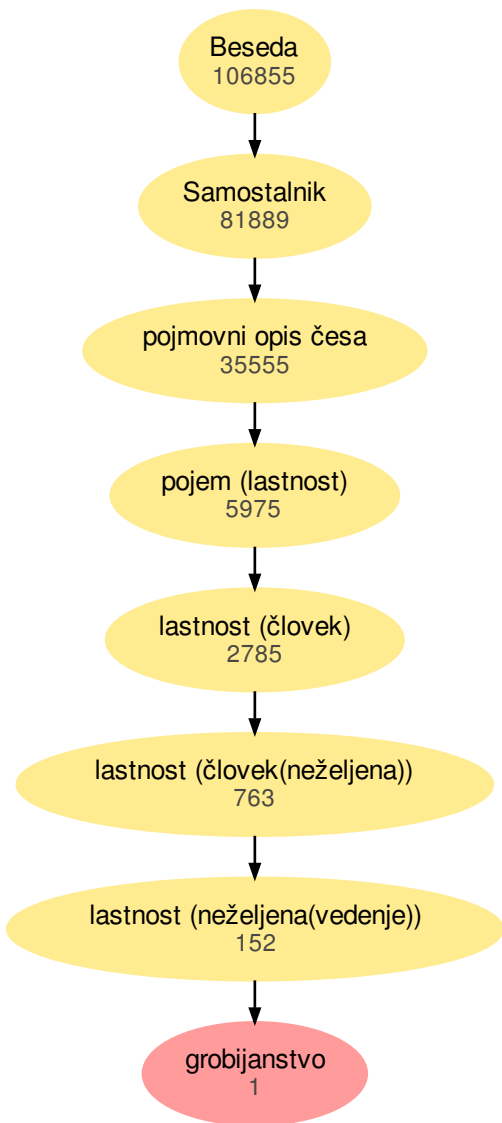 Beseda
106855
Samostalnik
81889
pojmovni opis česa
35555
pojem (lastnost)
5975
lastnost (človek)
2785
lastnost (človek(neželjena))
763
lastnost (neželjena(vedenje))
152
grobijanstvo
1